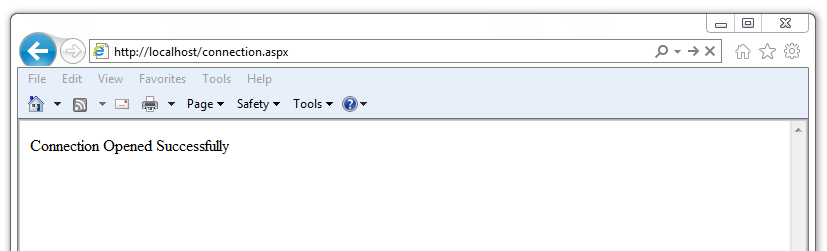 http://localhost/connection.aspx
File Edit View Favorites Tools Help
Page Safety Tools
Connection Opened Successfully